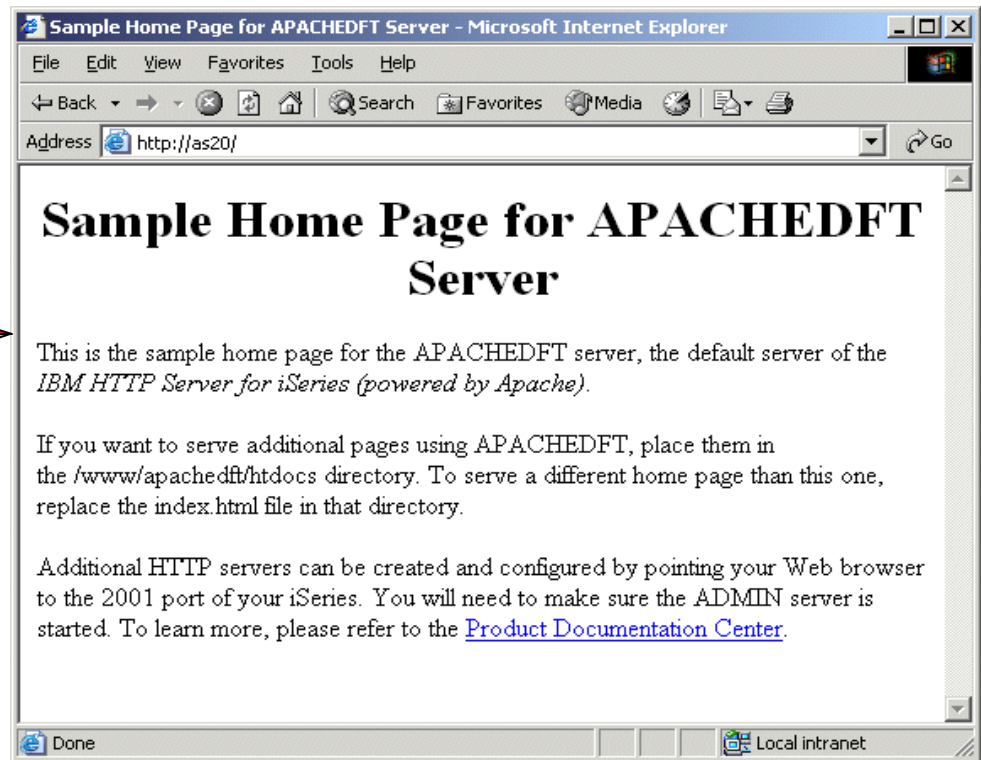 Sample Home Page for APACHEDFT Server - Microsoft Internet Explorer
File Edit View Favorites Tools Help
Back Search Favorites Media
Address http://as20/ Go
Sample Home Page for APACHEDFT
Server
This is the sample home page for the APACHEDFT server, the default server of the
IBM HTTP Server for iSeries (powered by Apache).
If you want to serve additional pages using APACHEDFT, place them in
the /www/apachedft/htdocs directory. To serve a different home page than this one,
replace the index.html file in that directory.
Additional HTTP servers can be created and configured by pointing your Web browser
to the 2001 port of your iSeries. You will need to make sure the ADMIN server is
started. To learn more, please refer to the Product Documentation Center.
Done Local intranet